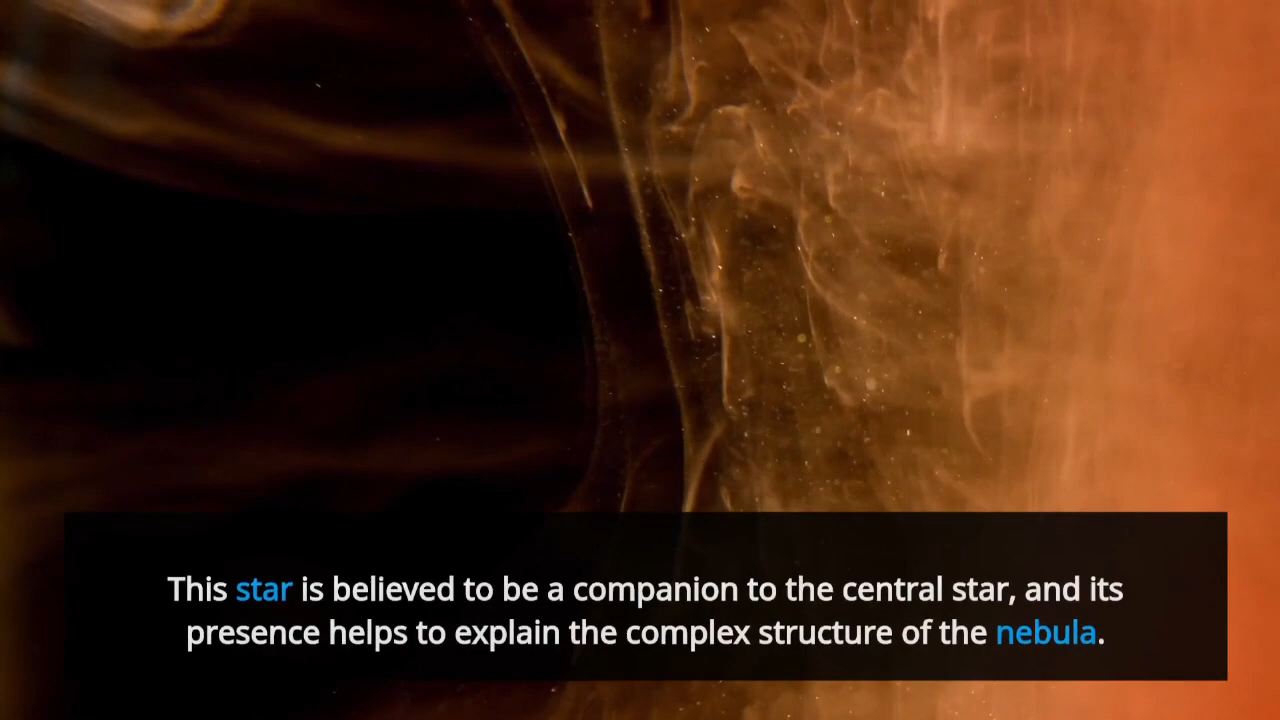 This star is believed to be a companion to the central star, and its
presence helps to explain the complex structure of the nebula.